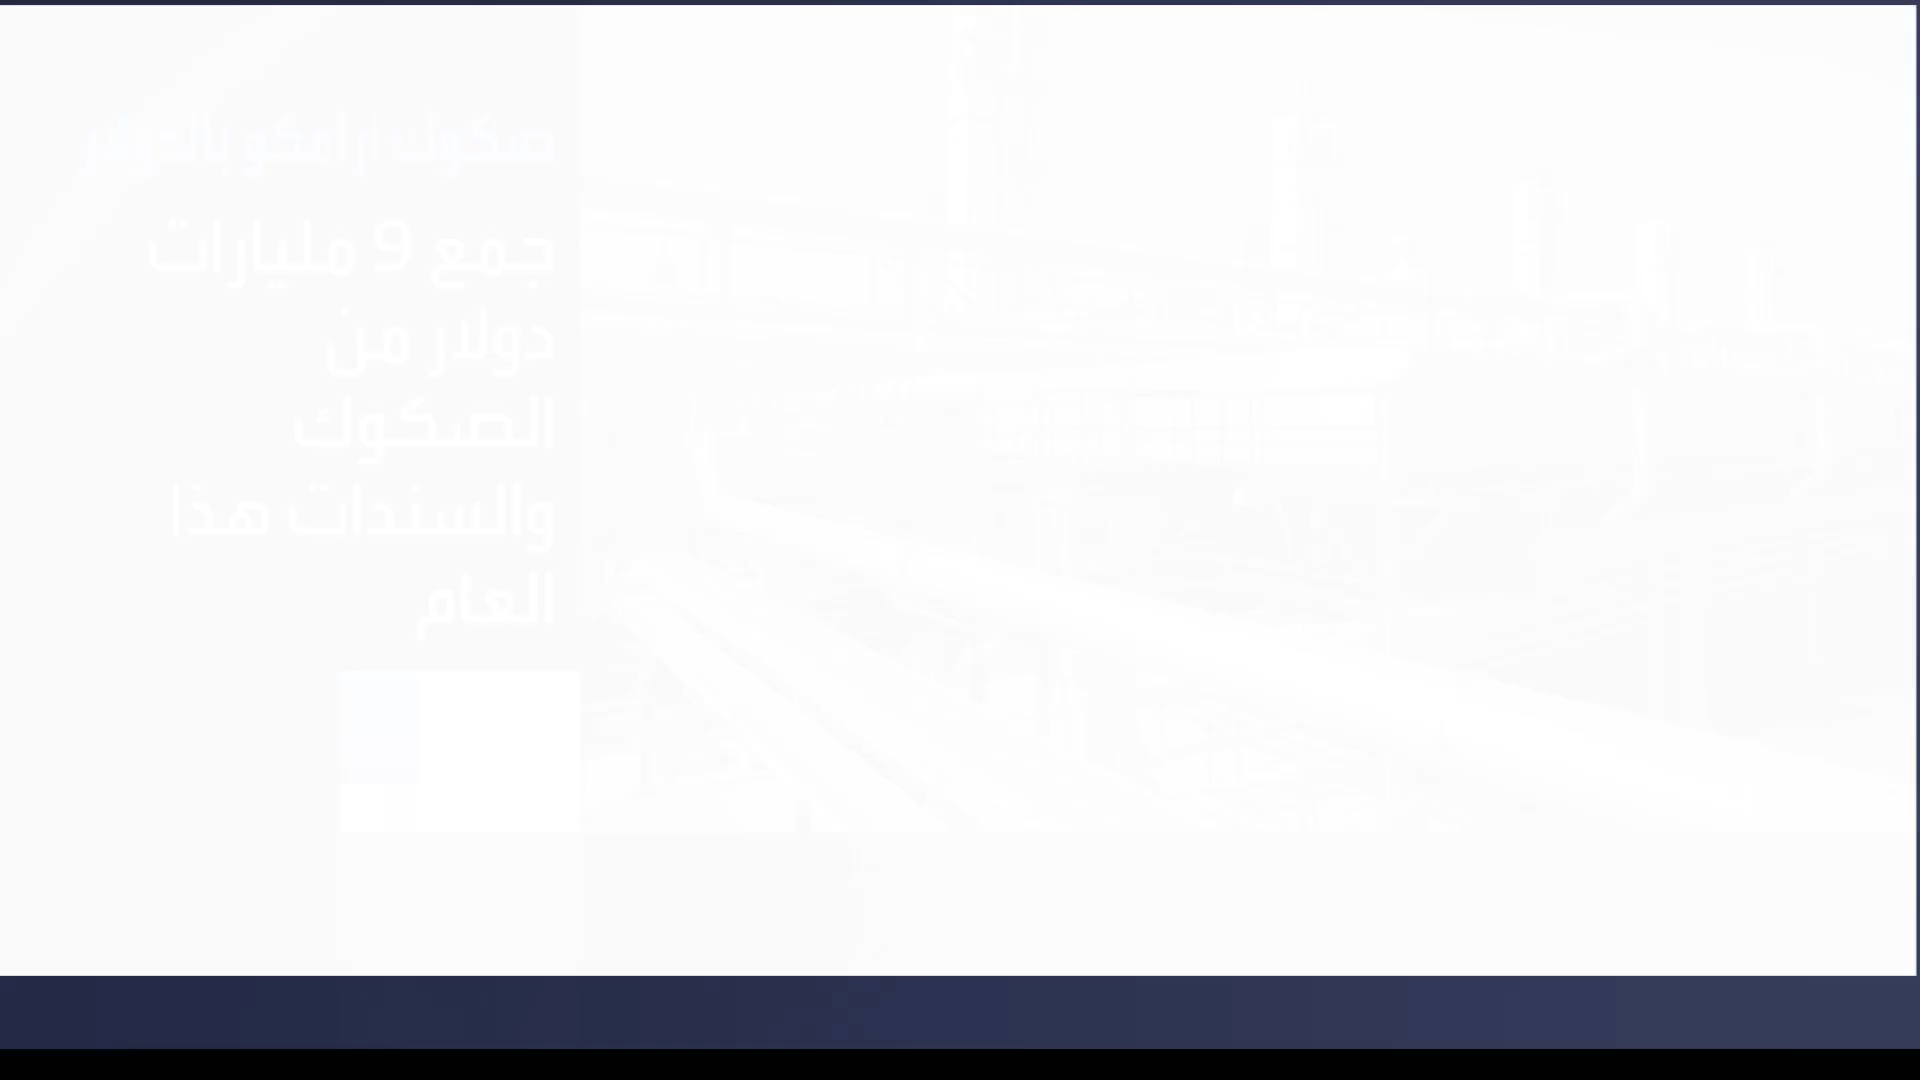 صكوك أرامكو بالدولار
جمع 9 مليارات
دولار من
الصكوك
والسندات هذا
العام